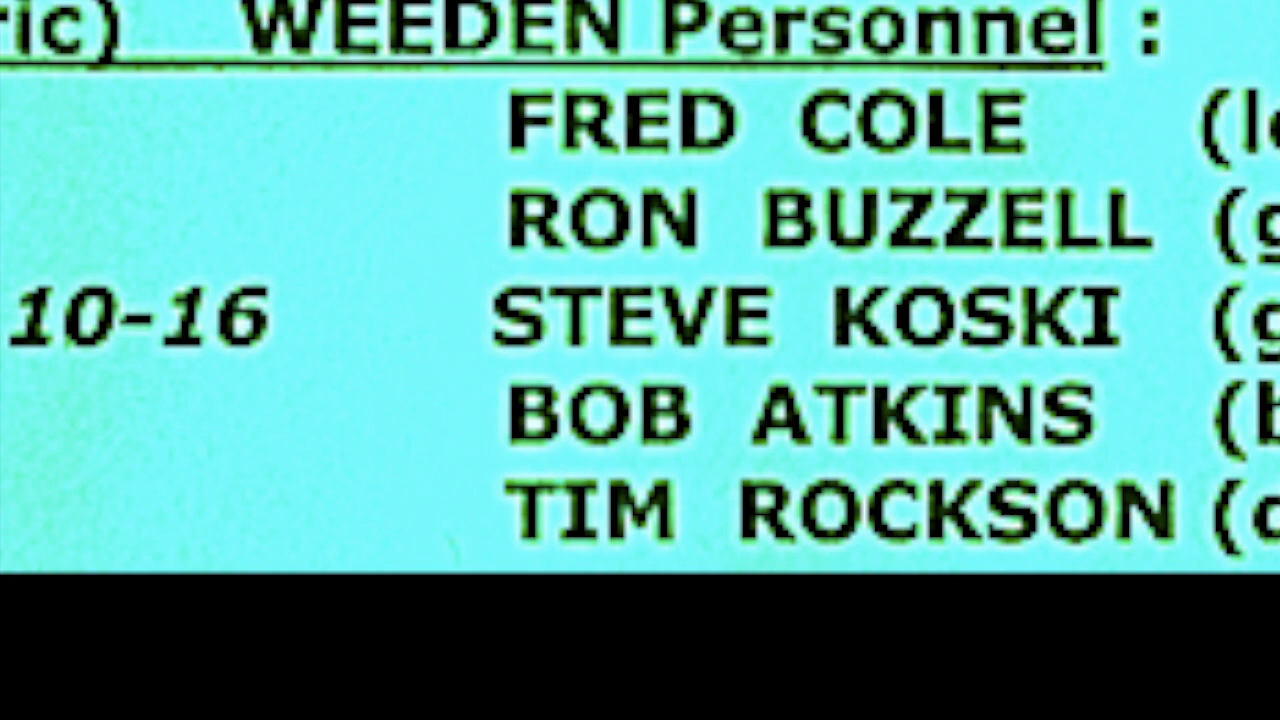 ric) WEEDEN Personnel :
FRED COLE (l
RON BUZZELL (g
10-16 STEVE KOSKI (g
BOB ATKINS (b
TIM ROCKSON (